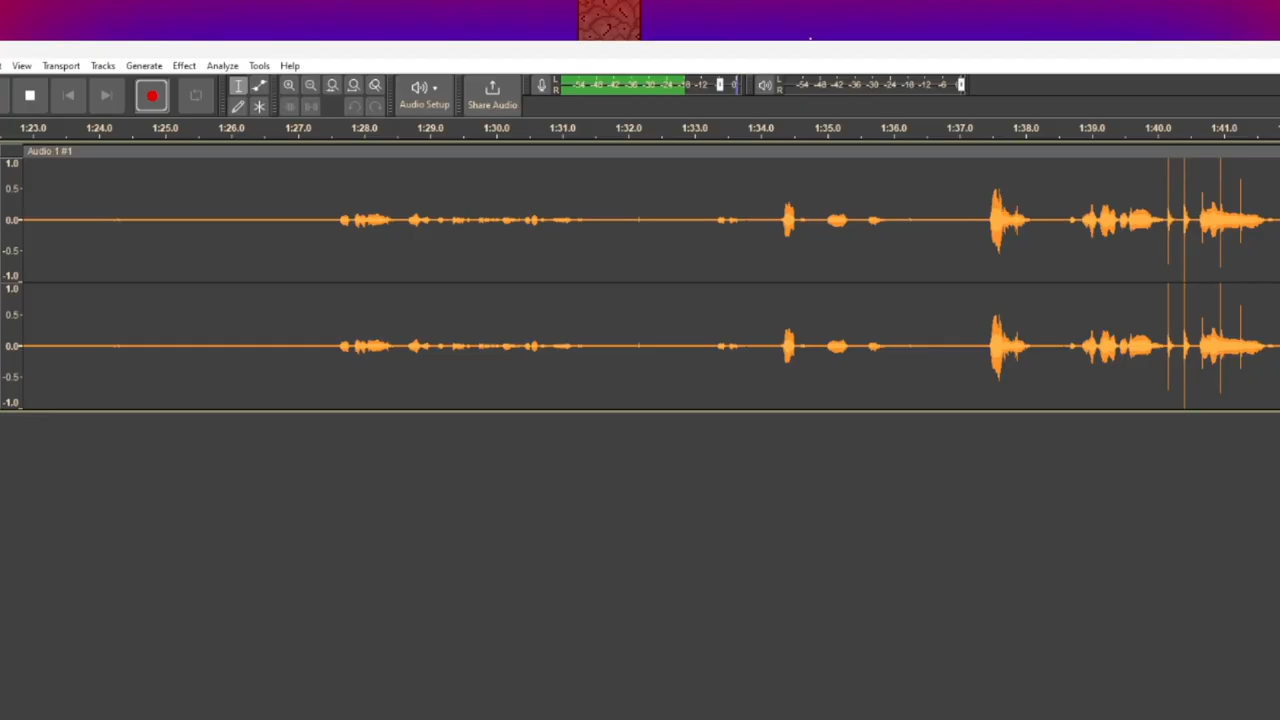 View Transport Tracks Generate Effect Analyze Tools Help
L -54 -48 -42 -36 -30 -24 -18 -12 0
R
L -54 -48 -42 -36 -30 -24 -18 -12 -6
R
Audio Setup
Share Audio
1:23.0 1:24.0 1:25.0 1:26.0 1:27.0 1:28.0 1:29.0 1:30.0 1:31.0 1:32.0 1:33.0 1:34.0 1:35.0 1:36.0 1:37.0 1:38.0 1:39.0 1:40.0 1:41.0
Audio 1 #1
1.0
0.5
0.0
-0.5
-1.0
1.0
0.5
0.0
-0.5
-1.0